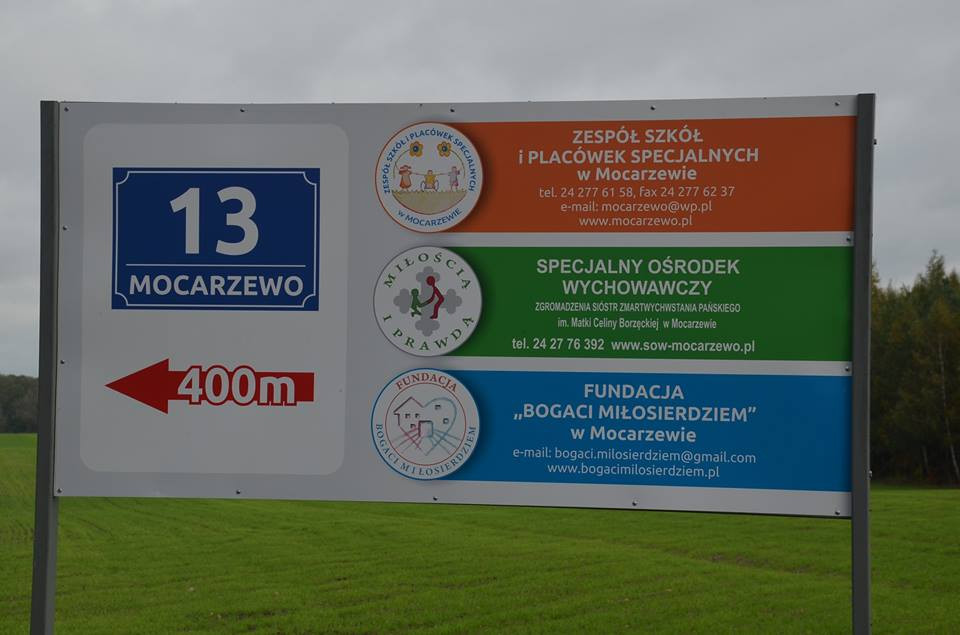 13
MOCARZEWO
400m
ZESPÓŁ SZKÓŁ I PLACÓWEK SPECJALNYCH
w MOCARZEWIE
ZESPÓŁ SZKÓŁ
i PLACÓWEK SPECJALNYCH
w Mocarzewie
tel. 24 277 61 58, fax 24 277 62 37
e-mail: mocarzewo@wp.pl
www.mocarzewo.pl
MIŁOŚCIĄ
I PRAWDĄ
SPECJALNY OŚRODEK
WYCHOWAWCZY
ZGROMADZENIA SIÓSTR ZMARTWYCHWSTANIA PAŃSKIEGO
im. Matki Celiny Borzęckiej w Mocarzewie
tel. 24 27 76 392 www.sow-mocarzewo.pl
FUNDACJA
BOGACI MIŁOSIERDZIEM
FUNDACJA
„BOGACI MIŁOSIERDZIEM”
w Mocarzewie
e-mail: bogaci.milosierdziem@gmail.com
www.bogacimilosierdziem.pl